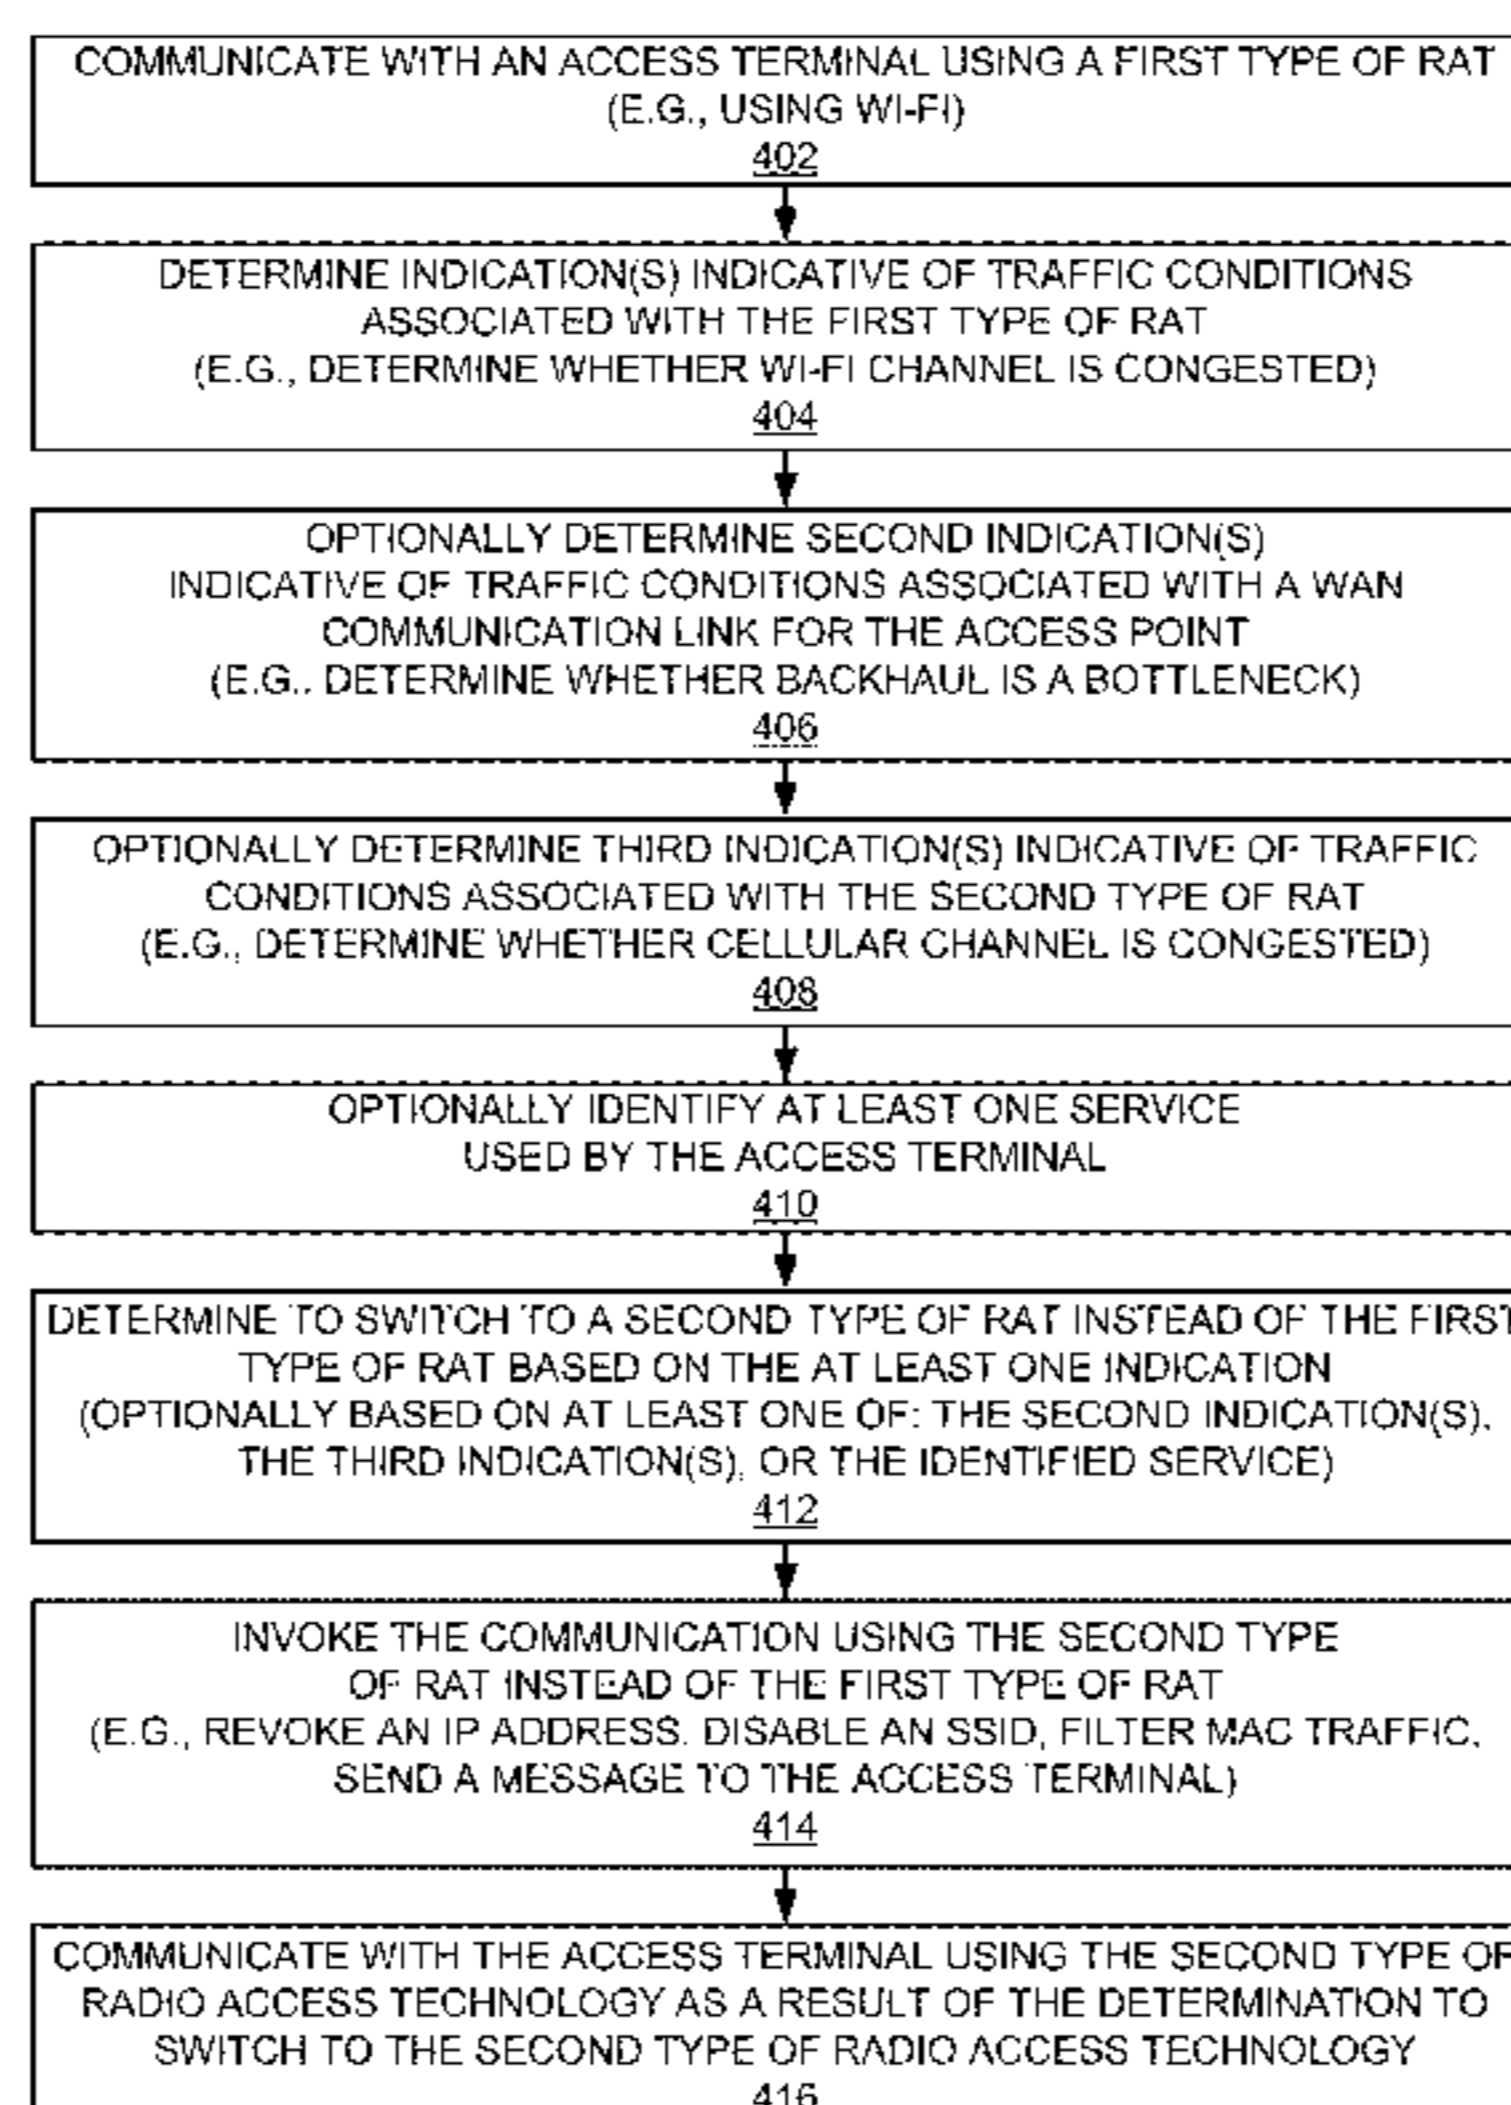 COMMUNICATE WITH AN ACCESS TERMINAL USING A FIRST TYPE OF RAT
(E.G., USING WI-FI)
402
DETERMINE INDICATION(S) INDICATIVE OF TRAFFIC CONDITIONS
ASSOCIATED WITH THE FIRST TYPE OF RAT
(E.G., DETERMINE WHETHER WI-FI CHANNEL IS CONGESTED)
404
OPTIONALLY DETERMINE SECOND INDICATION(S)
INDICATIVE OF TRAFFIC CONDITIONS ASSOCIATED WITH A WAN
COMMUNICATION LINK FOR THE ACCESS POINT
(E.G., DETERMINE WHETHER BACKHAUL IS A BOTTLENECK)
406
OPTIONALLY DETERMINE THIRD INDICATION(S) INDICATIVE OF TRAFFIC
CONDITIONS ASSOCIATED WITH THE SECOND TYPE OF RAT
(E.G., DETERMINE WHETHER CELLULAR CHANNEL IS CONGESTED)
408
OPTIONALLY IDENTIFY AT LEAST ONE SERVICE
USED BY THE ACCESS TERMINAL
410
DETERMINE TO SWITCH TO A SECOND TYPE OF RAT INSTEAD OF THE FIRST
TYPE OF RAT BASED ON THE AT LEAST ONE INDICATION
(OPTIONALLY BASED ON AT LEAST ONE OF: THE SECOND INDICATION(S),
THE THIRD INDICATION(S), OR THE IDENTIFIED SERVICE)
412
INVOKE THE COMMUNICATION USING THE SECOND TYPE
OF RAT INSTEAD OF THE FIRST TYPE OF RAT
(E.G., REVOKE AN IP ADDRESS, DISABLE AN SSID, FILTER MAC TRAFFIC,
SEND A MESSAGE TO THE ACCESS TERMINAL)
414
COMMUNICATE WITH THE ACCESS TERMINAL USING THE SECOND TYPE OF
RADIO ACCESS TECHNOLOGY AS A RESULT OF THE DETERMINATION TO
SWITCH TO THE SECOND TYPE OF RADIO ACCESS TECHNOLOGY
416